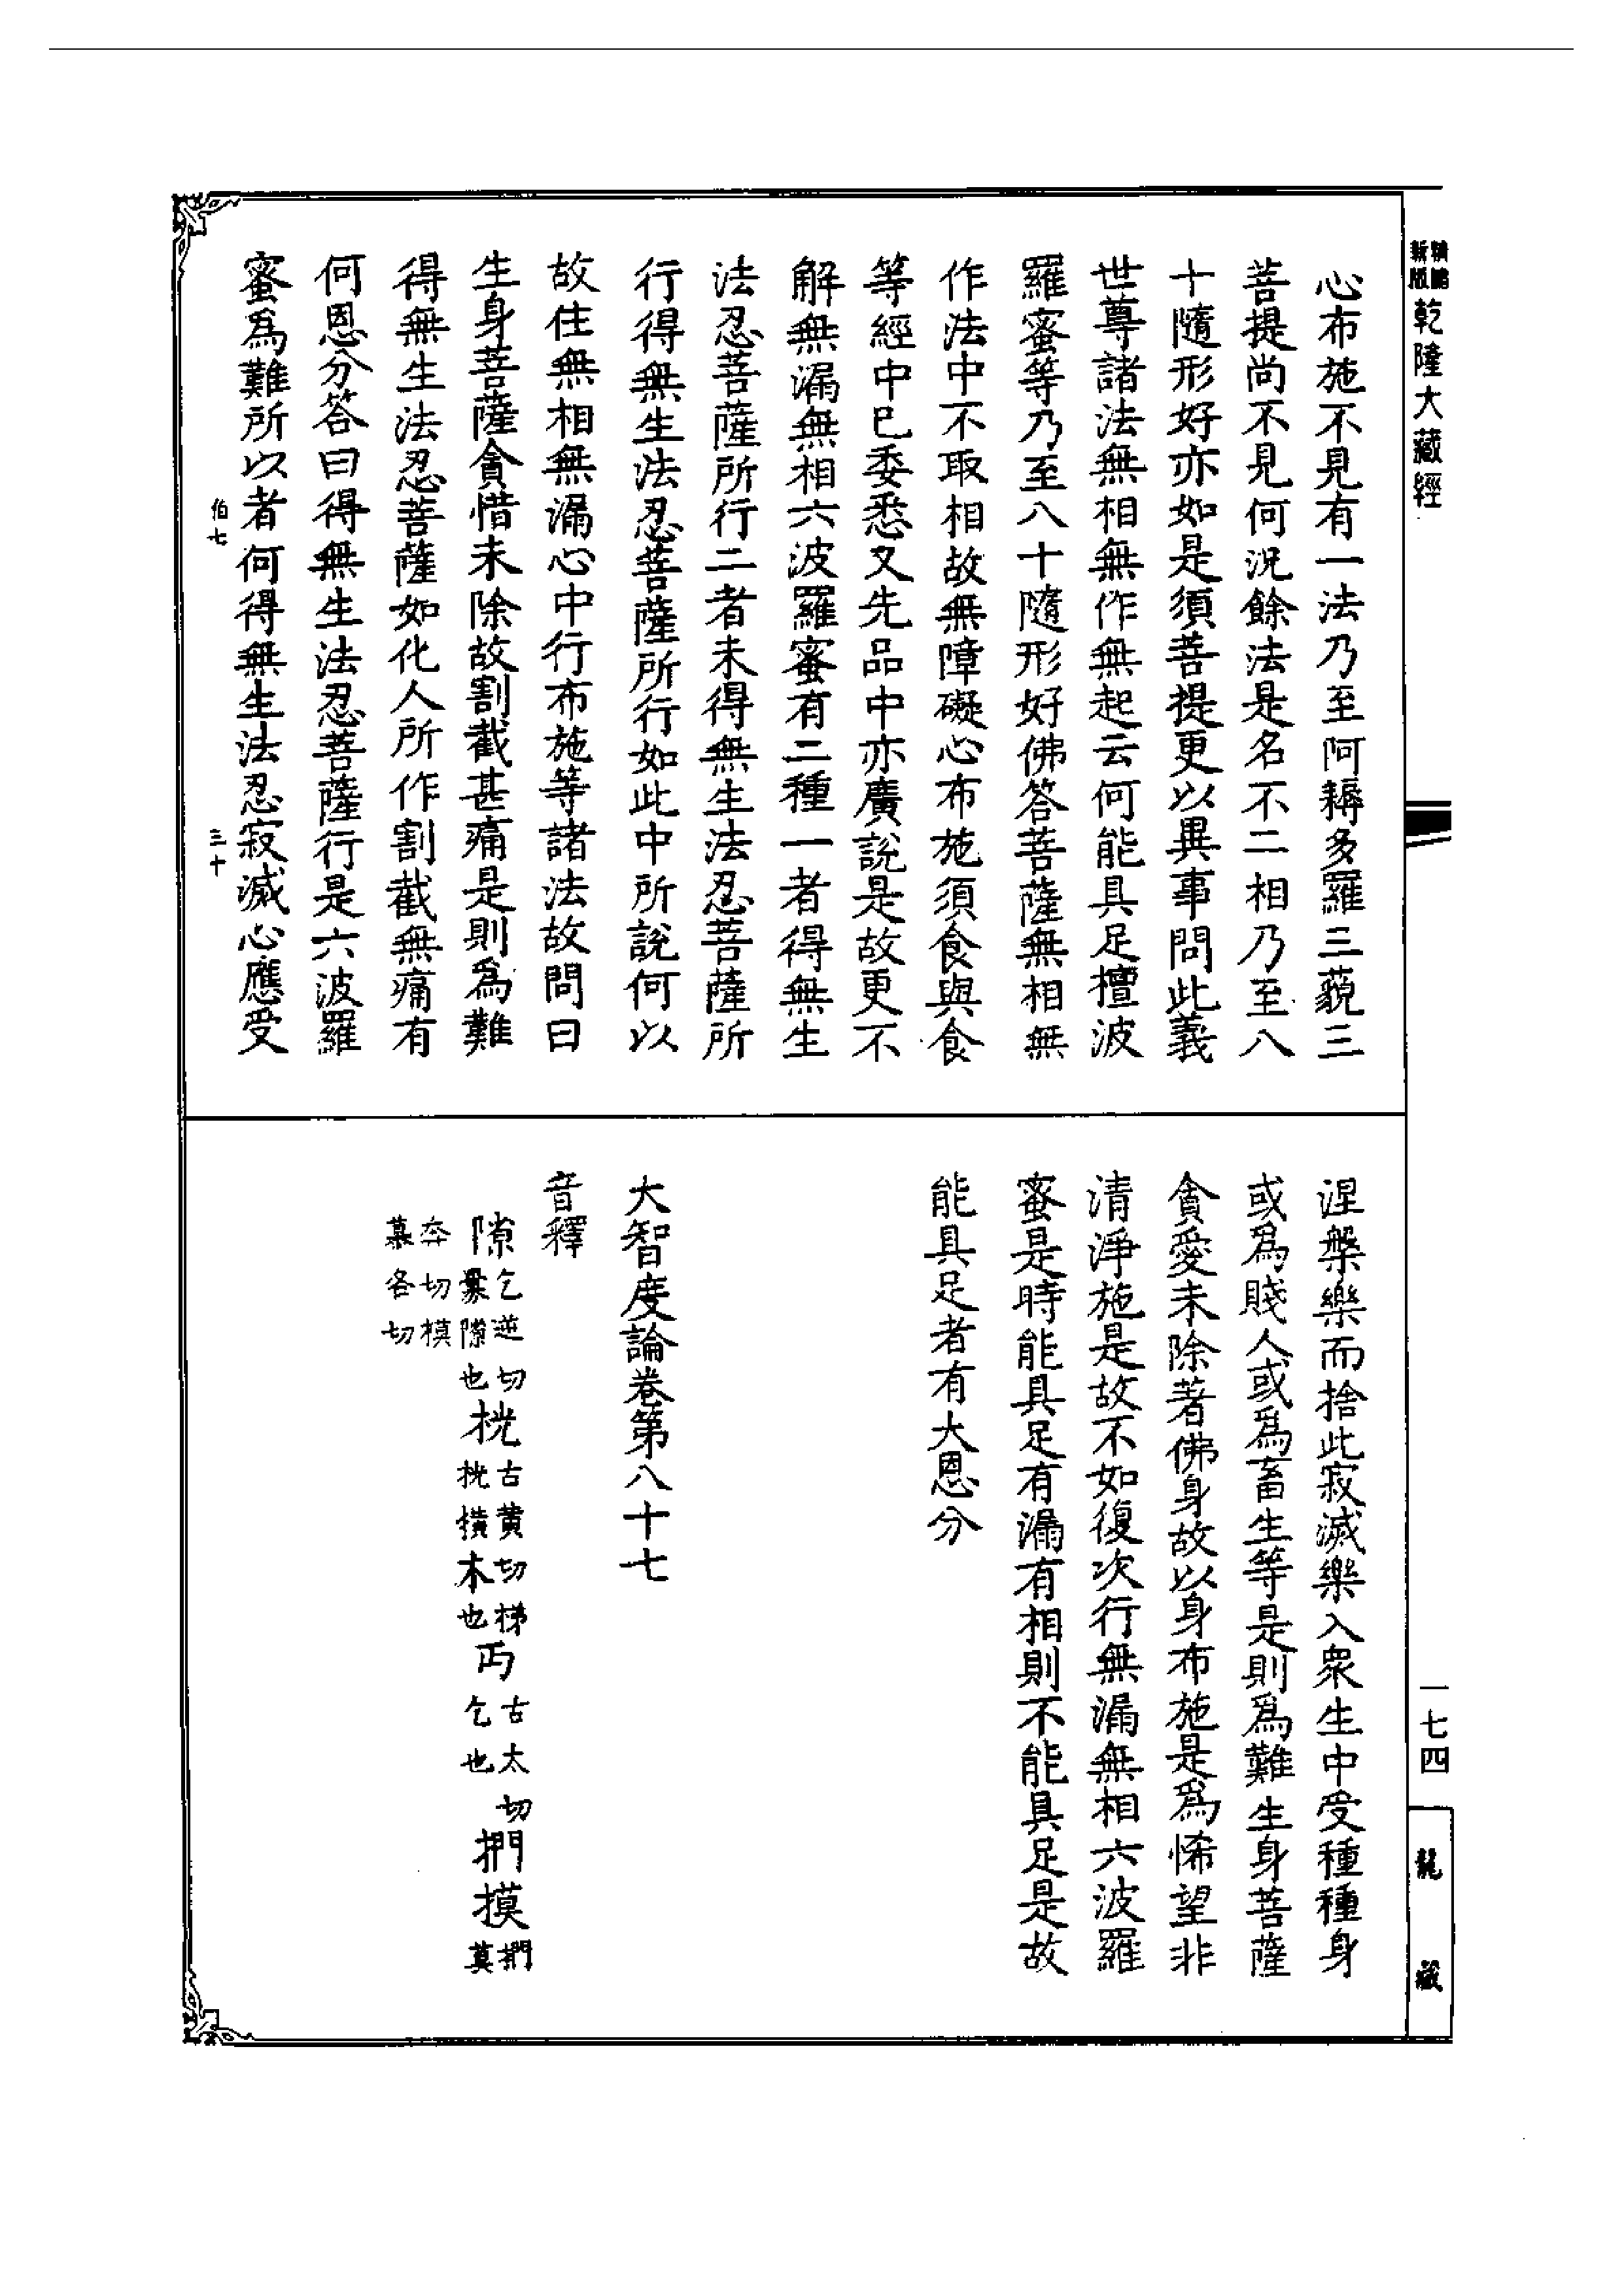 新版
乾隆大藏經
一七四
龍藏
心布施不見有一法乃至阿耨多羅三藐三
菩提尚不見何況餘法是名不二相乃至八
十隨形好亦如是須菩提更以異事問此義
世尊諸法無相無作無起云何能具足檀波
羅蜜等乃至八十隨形好佛答菩薩無相無
作法中不取相故無障礙心布施須食與食
等經中已委悉又先品中亦廣說是故更不
解無漏無相六波羅蜜有二種一者得無生
法忍菩薩所行二者未得無生法忍菩薩所
行得無生法忍菩薩所行如此中所說何以
故住無相無漏心中行布施等諸法故問曰
生身菩薩貪惜未除故割截甚痛是則為難
得無生法忍菩薩如化人所作割截無痛有
何恩分答曰得無生法忍菩薩行是六波羅
蜜為難所以者何得無生法忍寂滅心應受
伯七
三十
涅槃樂而捨此寂滅樂入衆生中受種種身
或為賤人或為畜生等是則為難生身菩薩
貪愛未除著佛身故以身布施是為悕望非
清淨施是故不如復次行無漏無相六波羅
蜜是時能具足有漏有相則不能具足是故
能具足者有大恩分
大智度論卷第八十七
音釋
隙乞逆切釁隙也桄古黄切梯桄橫木也丐古太切乞也捫摸捫莫
奔切模慕各切